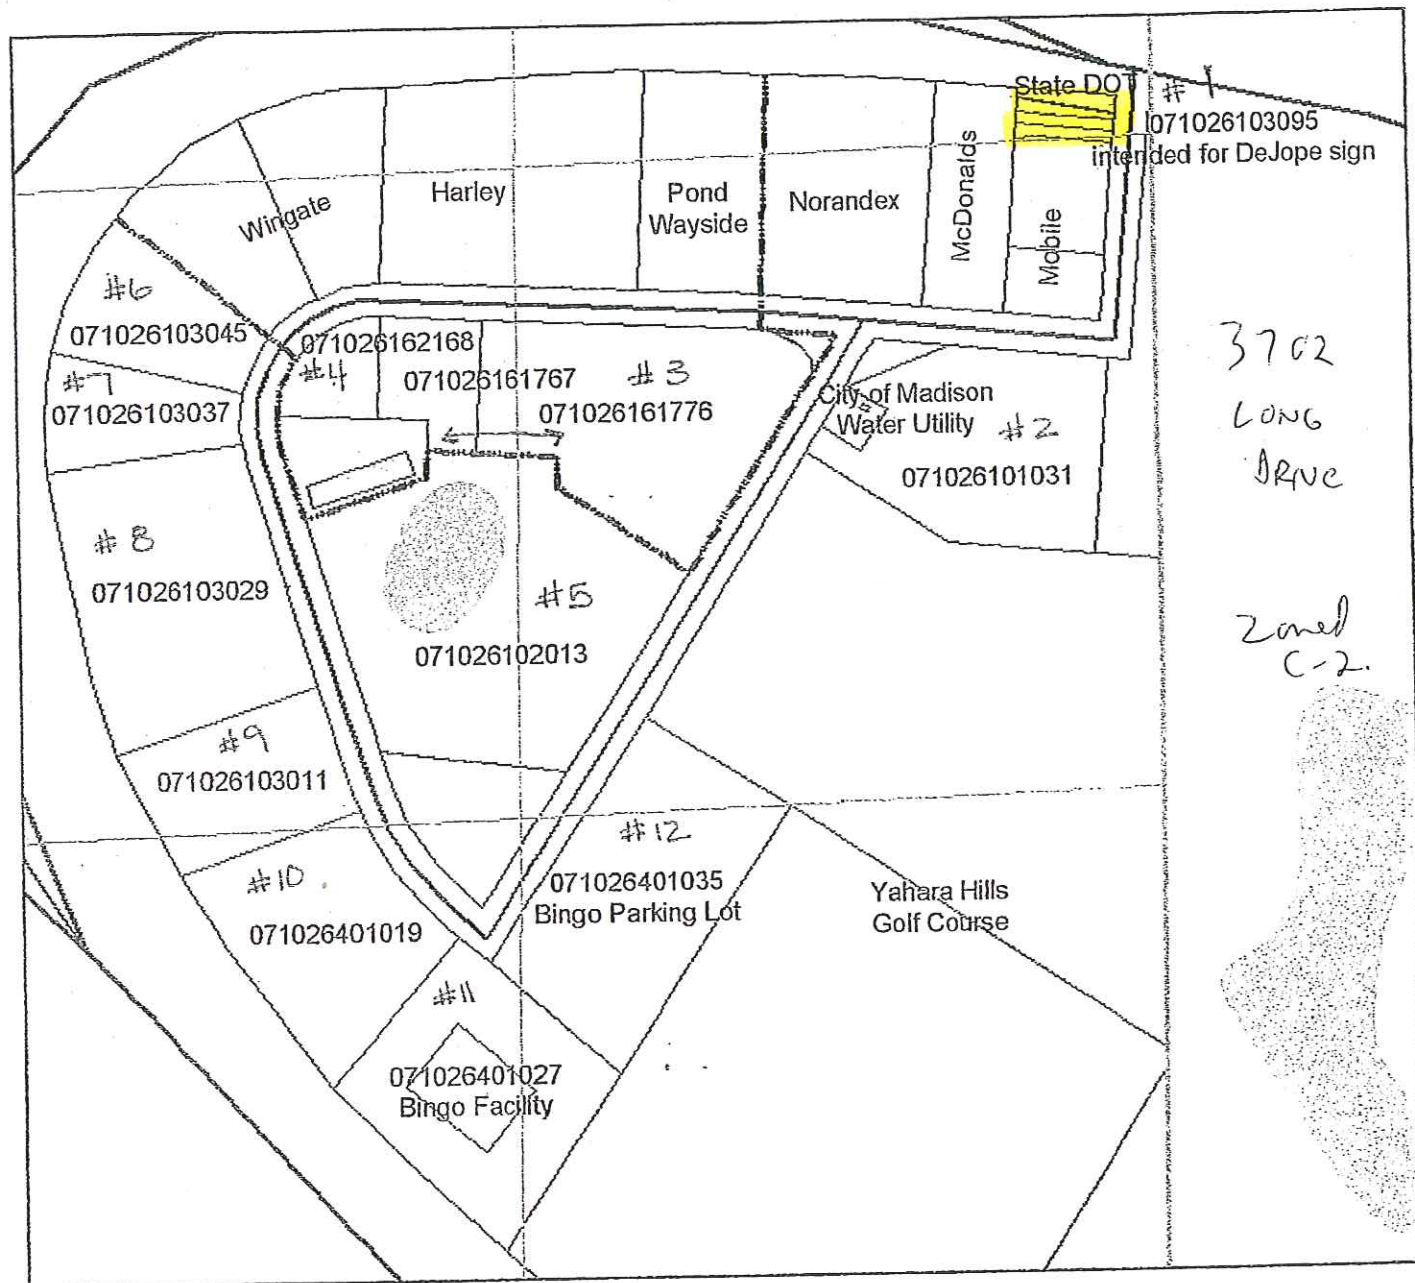 State DOT
# 1
071026103095
intended for DeJope sign
Wingate
Harley
Pond
Wayside
Norandex
McDonalds
Mobile
#6
071026103045
071026162168
#4
071026161767
#3
071026161776
#7
071026103037
City of Madison
Water Utility
#2
071026101031
3702
LONG
DRIVE
#8
071026103029
#5
071026102013
Zoned
C-2.
#9
071026103011
#10
071026401019
#12
071026401035
Bingo Parking Lot
Yahara Hills
Golf Course
#11
071026401027
Bingo Facility